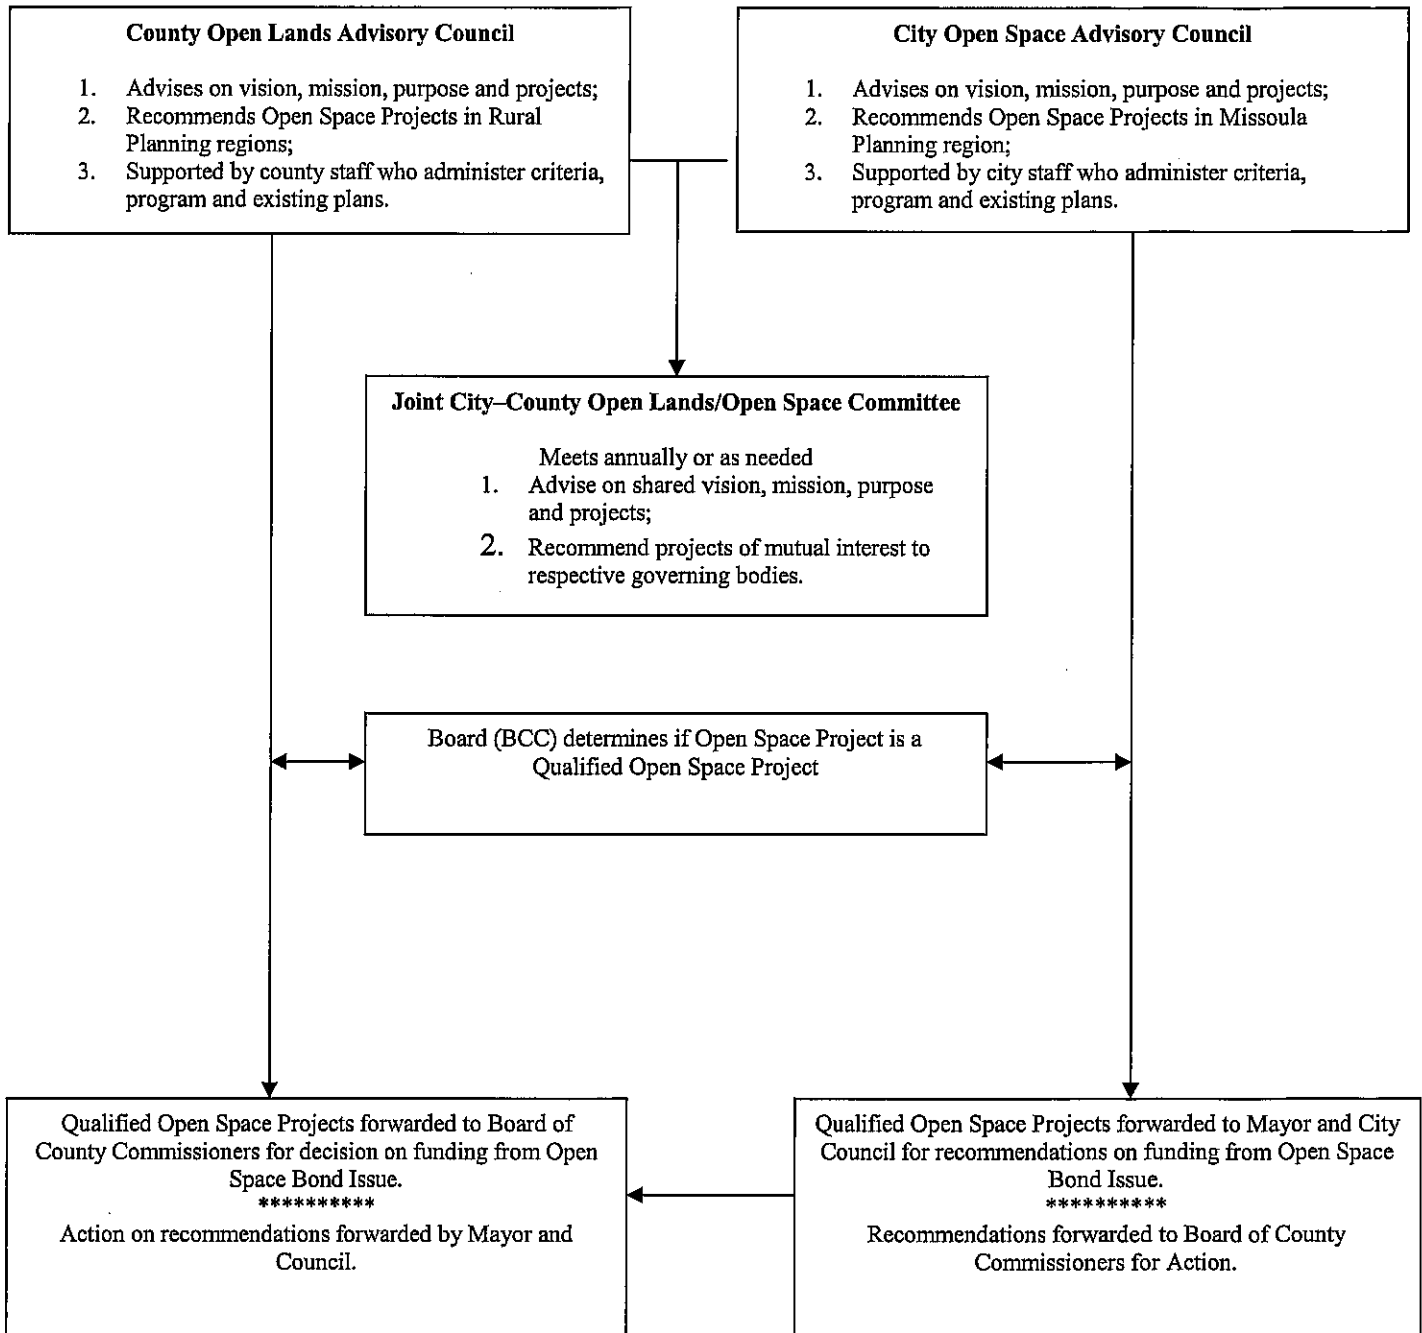 County Open Lands Advisory Council
1. Advises on vision, mission, purpose and projects;
2. Recommends Open Space Projects in Rural
Planning regions;
3. Supported by county staff who administer criteria,
program and existing plans.
City Open Space Advisory Council
1. Advises on vision, mission, purpose and projects;
2. Recommends Open Space Projects in Missoula
Planning region;
3. Supported by city staff who administer criteria,
program and existing plans.
Joint City–County Open Lands/Open Space Committee
Meets annually or as needed
1. Advise on shared vision, mission, purpose
and projects;
2. Recommend projects of mutual interest to
respective governing bodies.
Board (BCC) determines if Open Space Project is a
Qualified Open Space Project
Qualified Open Space Projects forwarded to Board of
County Commissioners for decision on funding from Open
Space Bond Issue.
**********
Action on recommendations forwarded by Mayor and
Council.
Qualified Open Space Projects forwarded to Mayor and City
Council for recommendations on funding from Open Space
Bond Issue.
**********
Recommendations forwarded to Board of County
Commissioners for Action.